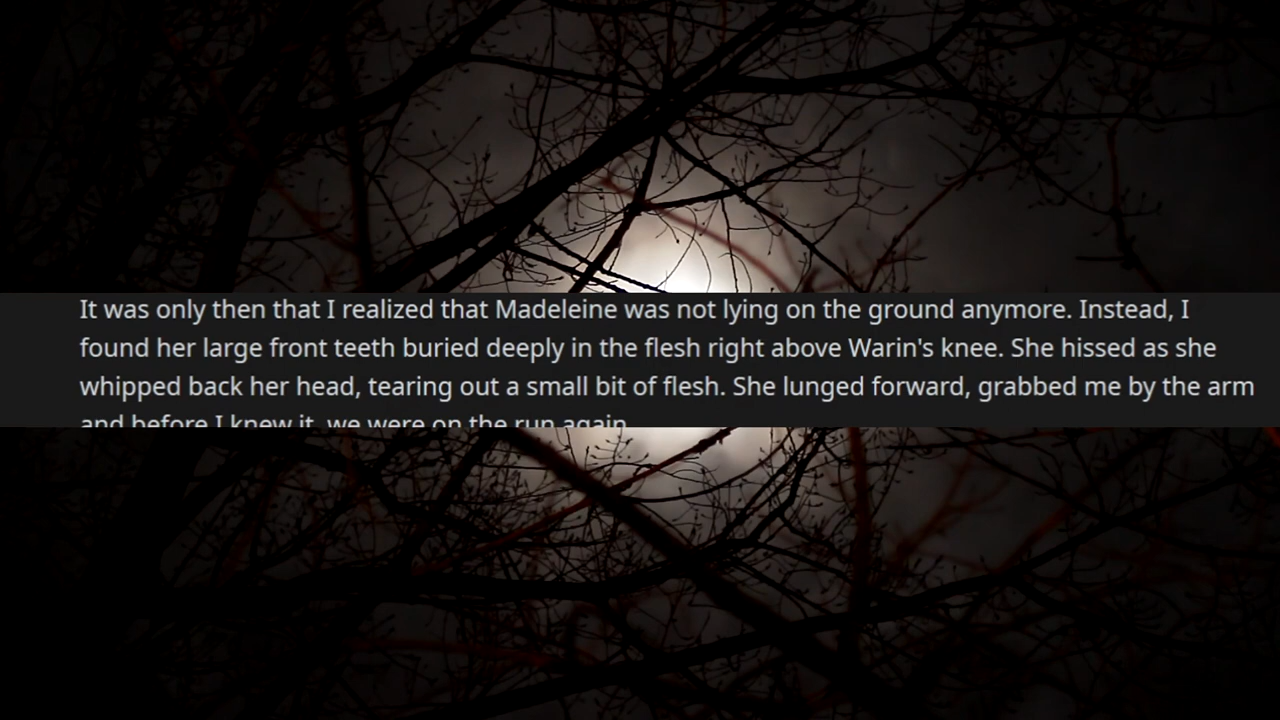 It was only then that I realized that Madeleine was not lying on the ground anymore. Instead, I
found her large front teeth buried deeply in the flesh right above Warin's knee. She hissed as she
whipped back her head, tearing out a small bit of flesh. She lunged forward, grabbed me by the arm
and before I knew it, we were on the run again